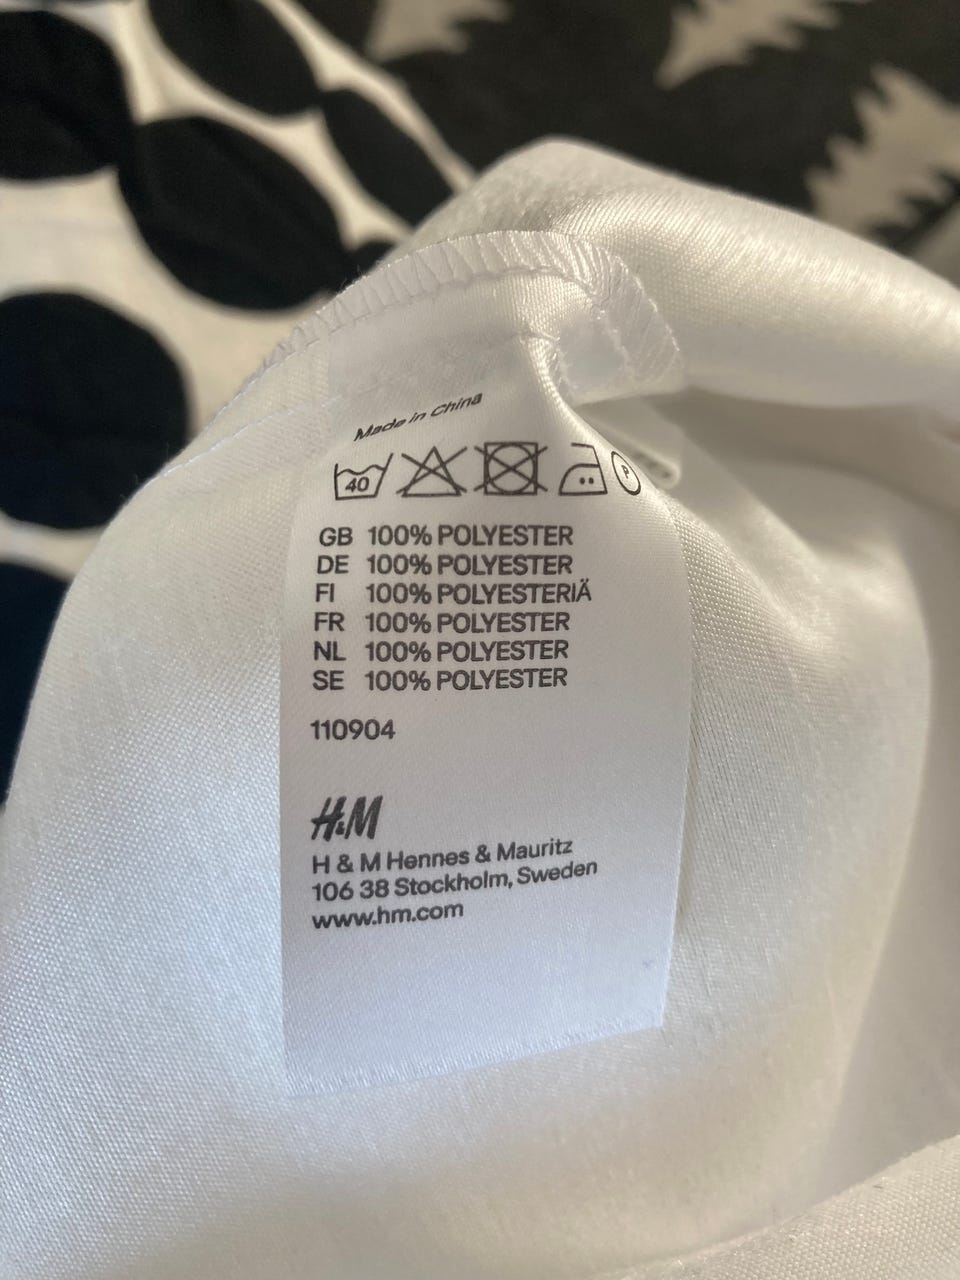 Made in China
40 P
GB 100% POLYESTER
DE 100% POLYESTER
FI 100% POLYESTERIÄ
FR 100% POLYESTER
NL 100% POLYESTER
SE 100% POLYESTER
110904
H&M
H & M Hennes & Mauritz
106 38 Stockholm, Sweden
www.hm.com